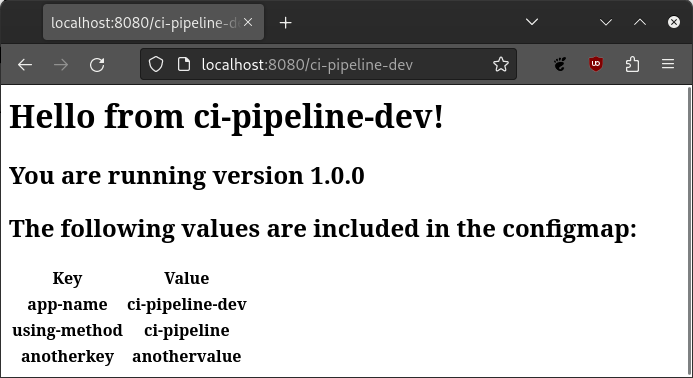 localhost:8080/ci-pipeline-d
localhost:8080/ci-pipeline-dev
Hello from ci-pipeline-dev!
You are running version 1.0.0
The following values are included in the configmap:
Key Value
app-name ci-pipeline-dev
using-method ci-pipeline
anotherkey anothervalue